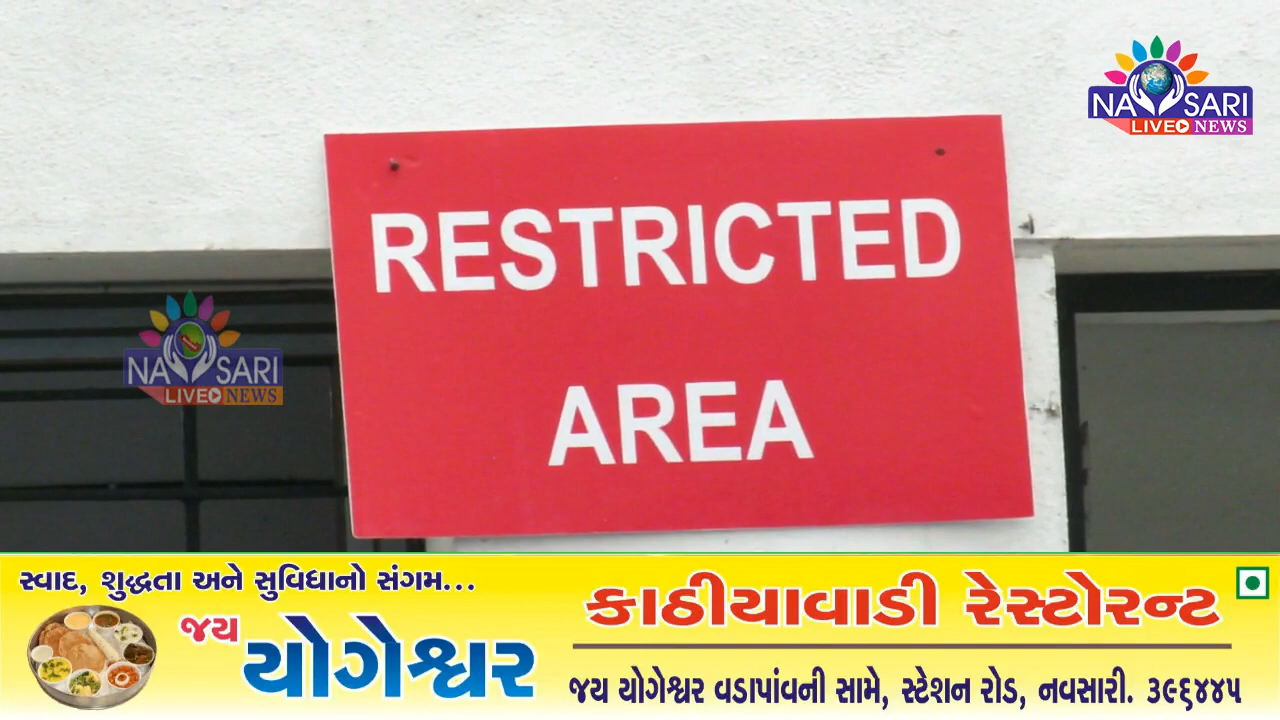 NAVSARI
LIVE NEWS
RESTRICTED
AREA
NAVSARI
LIVE NEWS
સ્વાદ, શુદ્ધતા અને સુવિધાનો સંગમ...
જય
યોગેશ્વર
કાઠીયાવાડી રેસ્ટોરન્ટ
જય યોગેશ્વર વડાપાંવની સામે, સ્ટેશન રોડ, નવસારી. ૩૯૬૪૪૫